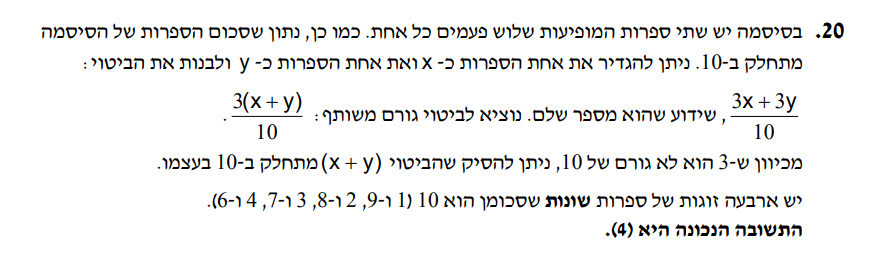 20. בסיסמה יש שתי ספרות המופיעות שלוש פעמים כל אחת. כמו כן, נתון שסכום הספרות של הסיסמה
מתחלק ב-10. ניתן להגדיר את אחת הספרות כ- x ואת אחת הספרות כ- y ולבנות את הביטוי:
(3x + 3y)/10, שידוע שהוא מספר שלם. נוציא לביטוי גורם משותף: 3(x + y)/10.
מכיוון ש-3 הוא לא גורם של 10, ניתן להסיק שהביטוי (x + y) מתחלק ב-10 בעצמו.
יש ארבעה זוגות של ספרות שונות שסכומן הוא 10 (1 ו-9, 2 ו-8, 3 ו-7, 4 ו-6).
התשובה הנכונה היא (4).